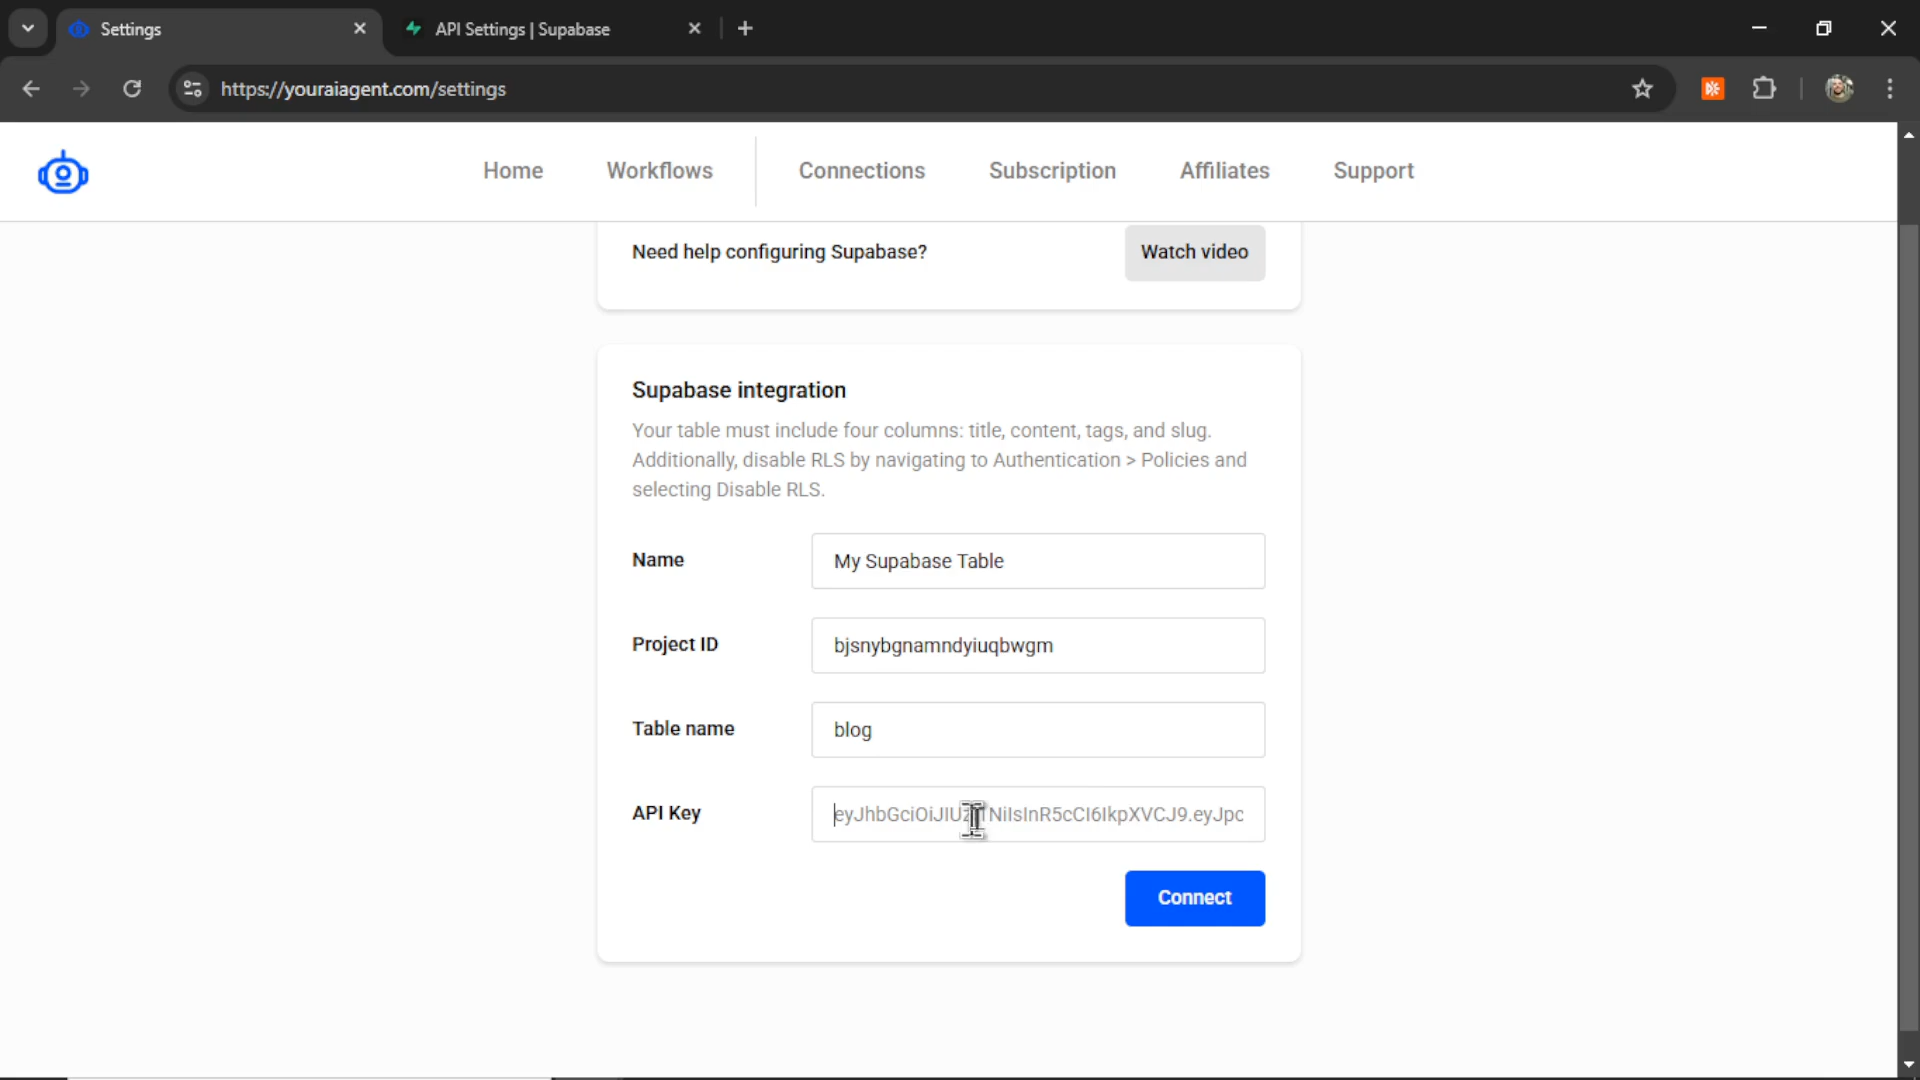 Settings
API Settings | Supabase
https://youraiagent.com/settings
Home
Workflows
Connections
Subscription
Affiliates
Support
Need help configuring Supabase?
Watch video
Supabase integration
Your table must include four columns: title, content, tags, and slug.
Additionally, disable RLS by navigating to Authentication > Policies and
selecting Disable RLS.
Name
My Supabase Table
Project ID
bjsnybgnamndyiuqbwgm
Table name
blog
API Key
Connect